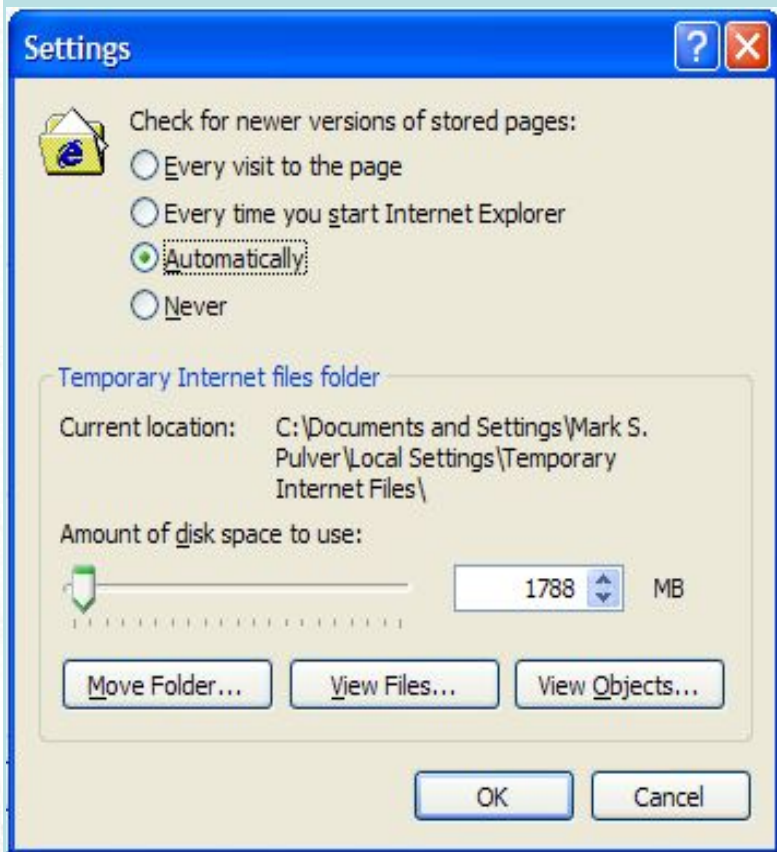 Settings
Check for newer versions of stored pages:
Every visit to the page
Every time you start Internet Explorer
Automatically
Never
Temporary Internet files folder
Current location: C:\Documents and Settings\Mark S.
Pulver\Local Settings\Temporary
Internet Files\
Amount of disk space to use:
1788 MB
Move Folder... View Files... View Objects...
OK Cancel